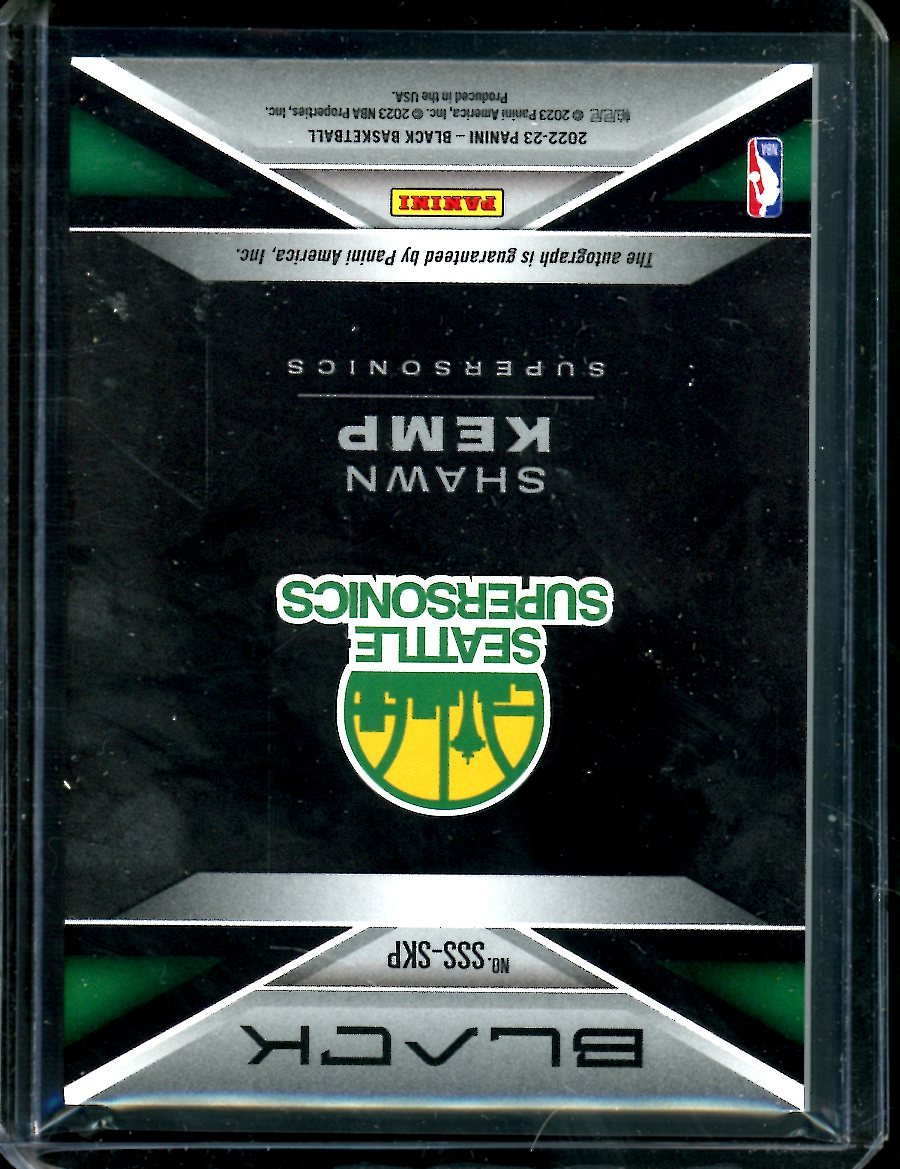 BLACK
NO. SSS-SKP
SEATTLE
SUPERSONICS
SHAWN
KEMP
SUPERSONICS
The autograph is guaranteed by Panini America, Inc.
PANINI
NBA
2022-23 PANINI – BLACK BASKETBALL
© 2023 Panini America, Inc. © 2023 NBA Properties, Inc.
Produced in the USA.